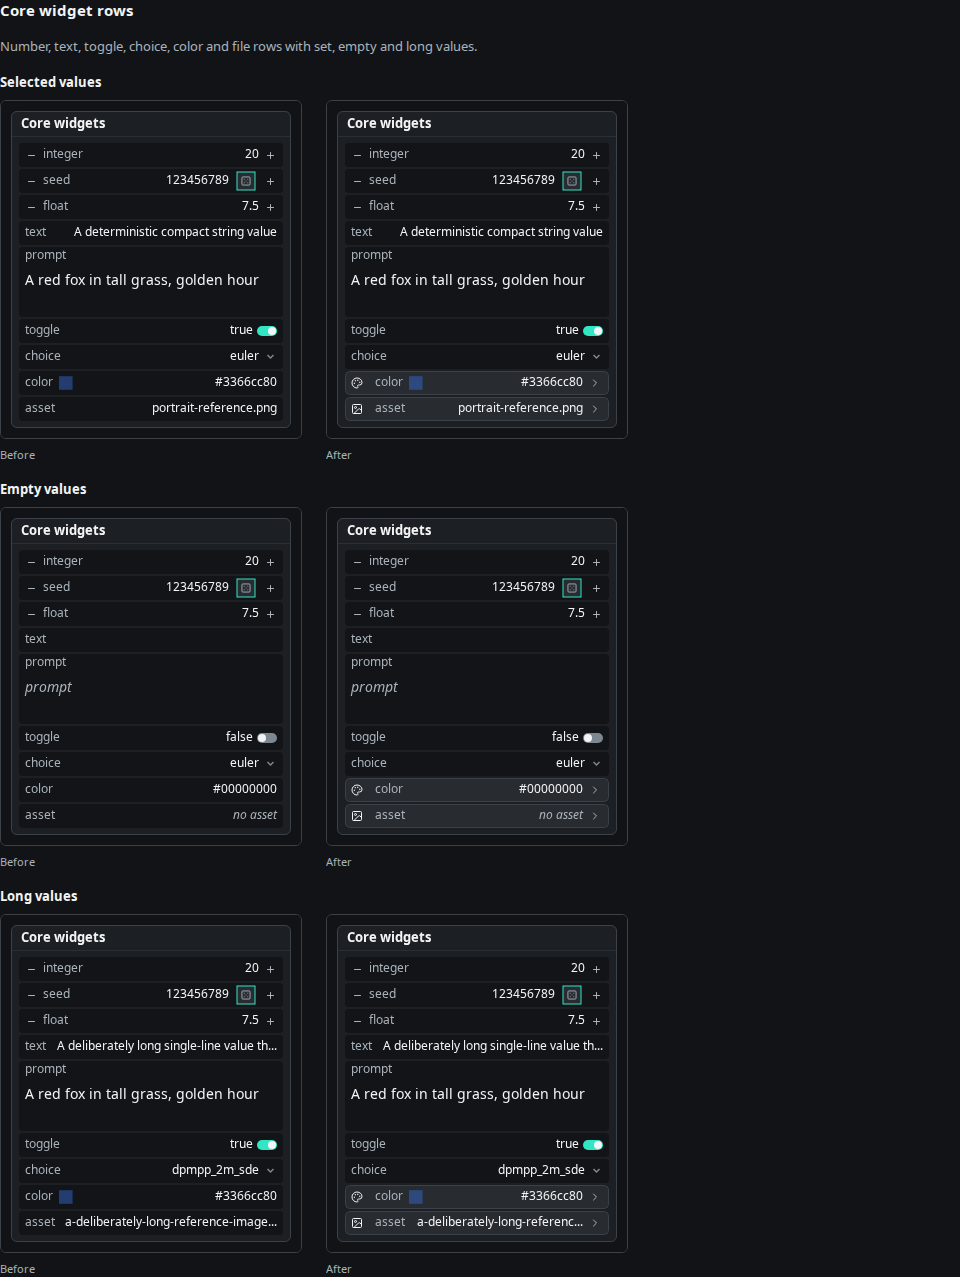 Core widget rows
Number, text, toggle, choice, color and file rows with set, empty and long values.
Selected values
Core widgets
– integer 20 +
– seed 123456789 +
– float 7.5 +
text A deterministic compact string value
prompt
A red fox in tall grass, golden hour
toggle true
choice euler
color #3366cc80
asset portrait-reference.png
Before
Core widgets
– integer 20 +
– seed 123456789 +
– float 7.5 +
text A deterministic compact string value
prompt
A red fox in tall grass, golden hour
toggle true
choice euler
color #3366cc80
asset portrait-reference.png
After
Empty values
Core widgets
– integer 20 +
– seed 123456789 +
– float 7.5 +
text
prompt
prompt
toggle false
choice euler
color #00000000
asset no asset
Before
Core widgets
– integer 20 +
– seed 123456789 +
– float 7.5 +
text
prompt
prompt
toggle false
choice euler
color #00000000
asset no asset
After
Long values
Core widgets
– integer 20 +
– seed 123456789 +
– float 7.5 +
text A deliberately long single-line value th...
prompt
A red fox in tall grass, golden hour
toggle true
choice dpmpp_2m_sde
color #3366cc80
asset a-deliberately-long-reference-image...
Before
Core widgets
– integer 20 +
– seed 123456789 +
– float 7.5 +
text A deliberately long single-line value th...
prompt
A red fox in tall grass, golden hour
toggle true
choice dpmpp_2m_sde
color #3366cc80
asset a-deliberately-long-referenc...
After